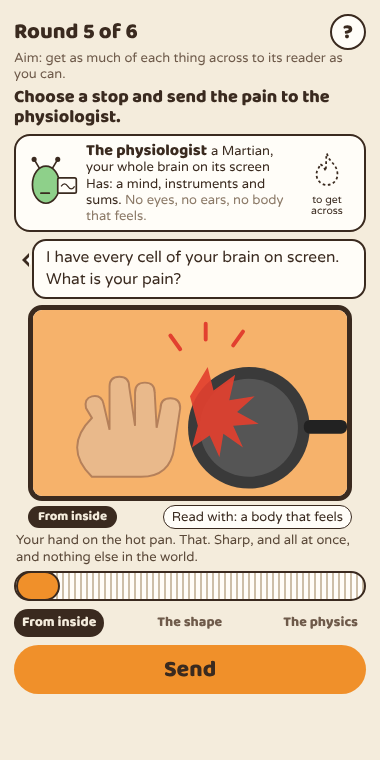 Round 5 of 6
?
Aim: get as much of each thing across to its reader as
you can.
Choose a stop and send the pain to the
physiologist.
The physiologist a Martian,
your whole brain on its screen
Has: a mind, instruments and
sums. No eyes, no ears, no body
that feels.
to get
across
I have every cell of your brain on screen.
What is your pain?
From inside
Read with: a body that feels
Your hand on the hot pan. That. Sharp, and all at once,
and nothing else in the world.
From inside
The shape
The physics
Send